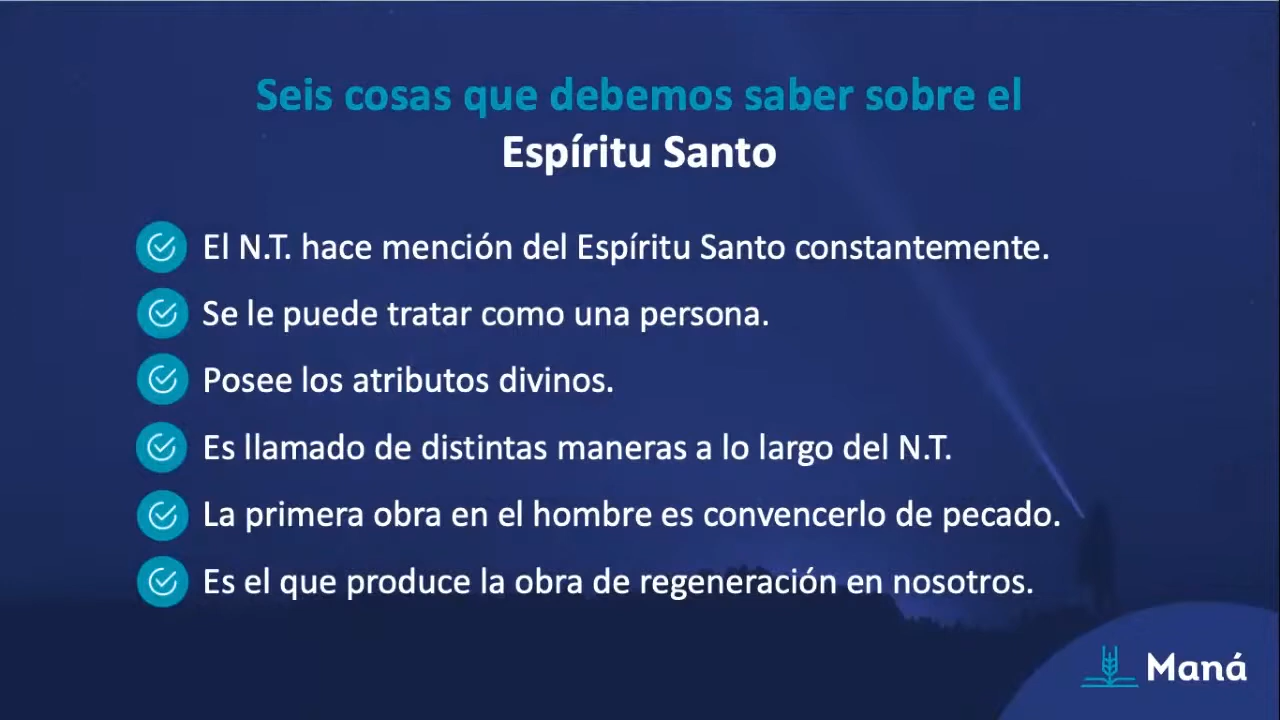 Seis cosas que debemos saber sobre el
Espíritu Santo
El N.T. hace mención del Espíritu Santo constantemente.
Se le puede tratar como una persona.
Posee los atributos divinos.
Es llamado de distintas maneras a lo largo del N.T.
La primera obra en el hombre es convencerlo de pecado.
Es el que produce la obra de regeneración en nosotros.
Maná